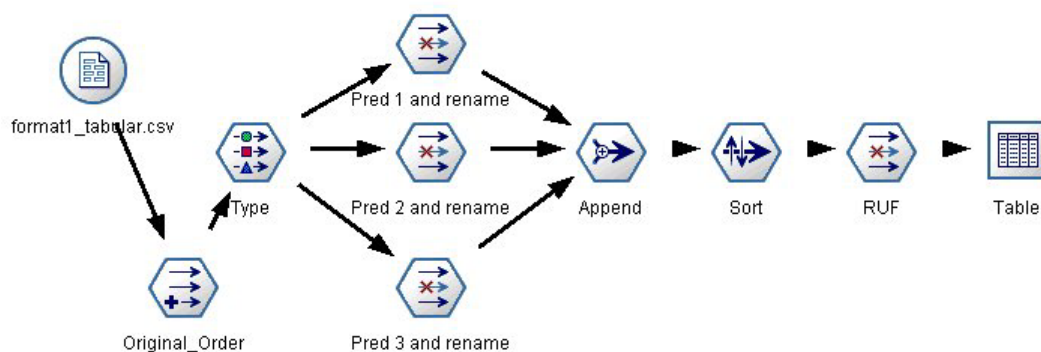 Pred 1 and rename
format1_tabular.csv
Type
Pred 2 and rename
Append
Sort
RUF
Table
Original_Order
Pred 3 and rename